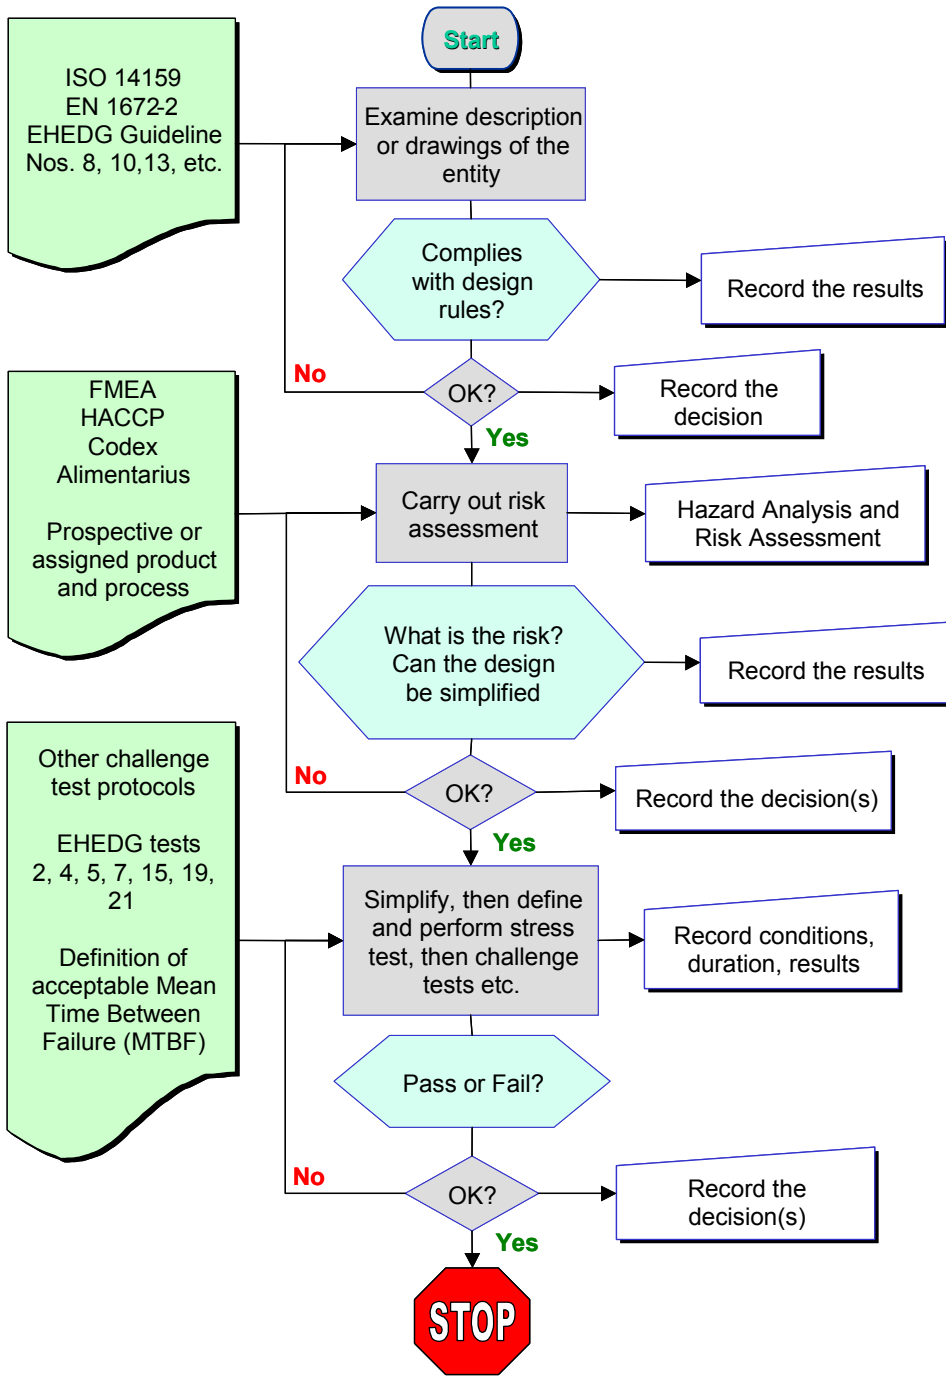 Start
ISO 14159
EN 1672-2
EHEDG Guideline
Nos. 8, 10,13, etc.
Examine description
or drawings of the
entity
Complies
with design
rules?
Record the results
No
OK?
Record the
decision
Yes
FMEA
HACCP
Codex
Alimentarius
Prospective or
assigned product
and process
Carry out risk
assessment
Hazard Analysis and
Risk Assessment
What is the risk?
Can the design
be simplified
Record the results
No
OK?
Record the decision(s)
Yes
Other challenge
test protocols
EHEDG tests
2, 4, 5, 7, 15, 19,
21
Definition of
acceptable Mean
Time Between
Failure (MTBF)
Simplify, then define
and perform stress
test, then challenge
tests etc.
Record conditions,
duration, results
Pass or Fail?
No
OK?
Record the
decision(s)
Yes
STOP